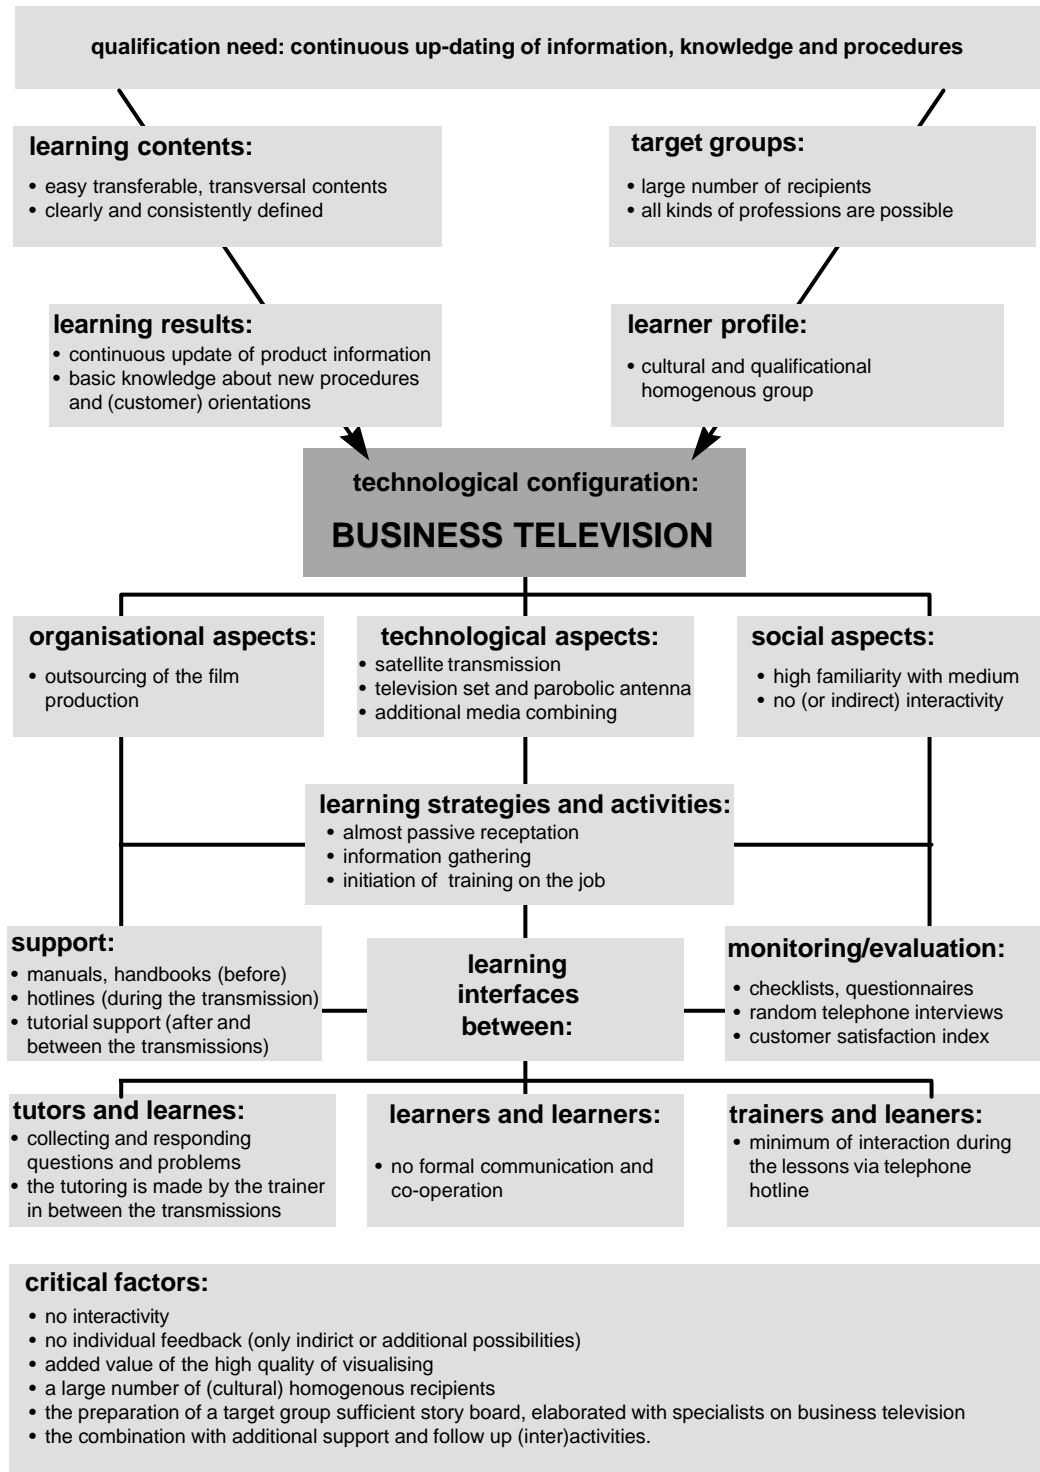 qualification need: continuous up-dating of information, knowledge and procedures
learning contents:
• easy transferable, transversal contents
• clearly and consistently defined
target groups:
• large number of recipients
• all kinds of professions are possible
learning results:
• continuous update of product information
• basic knowledge about new procedures
and (customer) orientations
learner profile:
• cultural and qualificational
homogenous group
technological configuration:
BUSINESS TELEVISION
organisational aspects:
• outsourcing of the film
production
technological aspects:
• satellite transmission
• television set and parobolic antenna
• additional media combining
social aspects:
• high familiarity with medium
• no (or indirect) interactivity
learning strategies and activities:
• almost passive receptation
• information gathering
• initiation of training on the job
support:
• manuals, handbooks (before)
• hotlines (during the transmission)
• tutorial support (after and
between the transmissions)
learning
interfaces
between:
monitoring/evaluation:
• checklists, questionnaires
• random telephone interviews
• customer satisfaction index
tutors and learnes:
• collecting and responding
questions and problems
• the tutoring is made by the trainer
in between the transmissions
learners and learners:
• no formal communication and
co-operation
trainers and leaners:
• minimum of interaction during
the lessons via telephone
hotline
critical factors:
• no interactivity
• no individual feedback (only indirict or additional possibilities)
• added value of the high quality of visualising
• a large number of (cultural) homogenous recipients
• the preparation of a target group sufficient story board, elaborated with specialists on business television
• the combination with additional support and follow up (inter)activities.